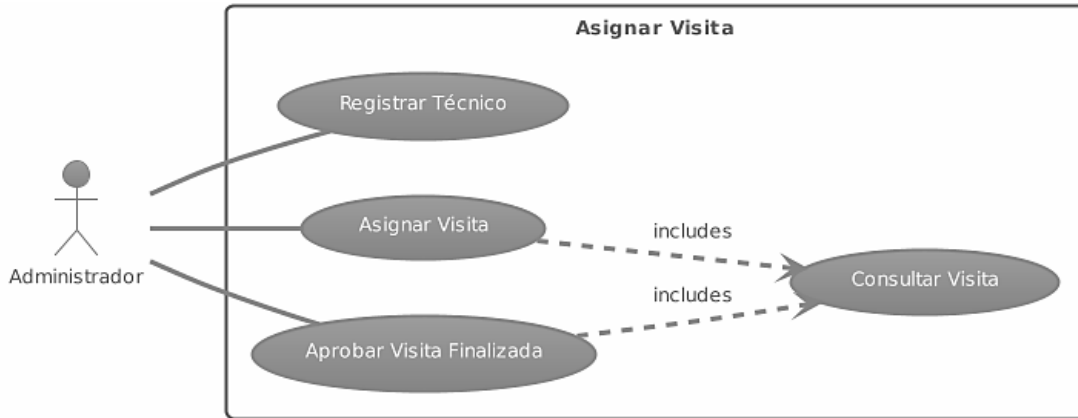 Asignar Visita
Registrar Técnico
Asignar Visita
includes
Consultar Visita
Administrador
includes
Aprobar Visita Finalizada